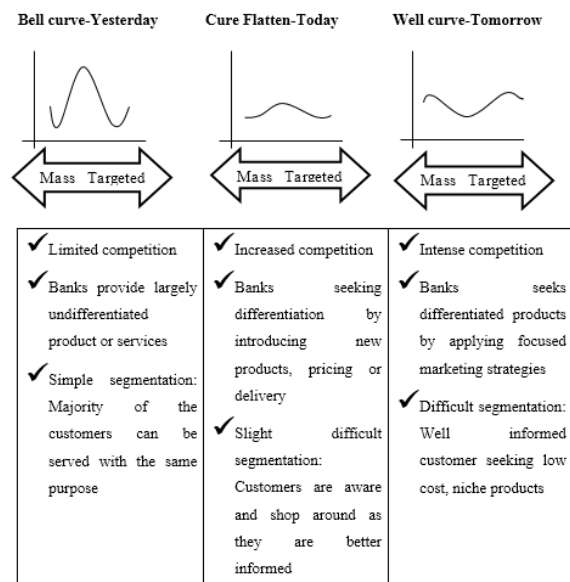 Bell curve-Yesterday
Cure Flatten-Today
Well curve-Tomorrow
Mass Targeted
Mass Targeted
Mass Targeted
Limited competition
Banks provide largely
undifferentiated
product or services
Simple segmentation:
Majority of the
customers can be
served with the same
purpose
Increased competition
Banks seeking
differentiation by
introducing new
products, pricing or
delivery
Slight difficult
segmentation:
Customers are aware
and shop around as
they are better
informed
Intense competition
Banks seeks
differentiated products
by applying focused
marketing strategies
Difficult segmentation:
Well informed
customer seeking low
cost, niche products